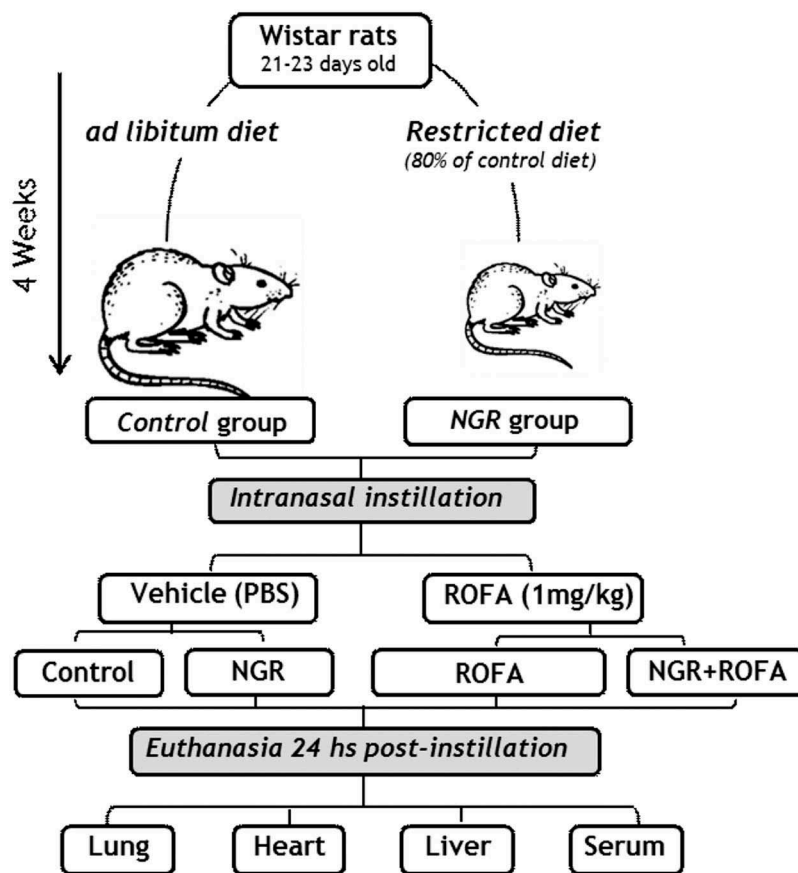 Wistar rats
21-23 days old
ad libitum diet
Restricted diet
(80% of control diet)
4 Weeks
Control group
NGR group
Intranasal instillation
Vehicle (PBS)
ROFA (1mg/kg)
Control
NGR
ROFA
NGR+ROFA
Euthanasia 24 hs post-instillation
Lung
Heart
Liver
Serum